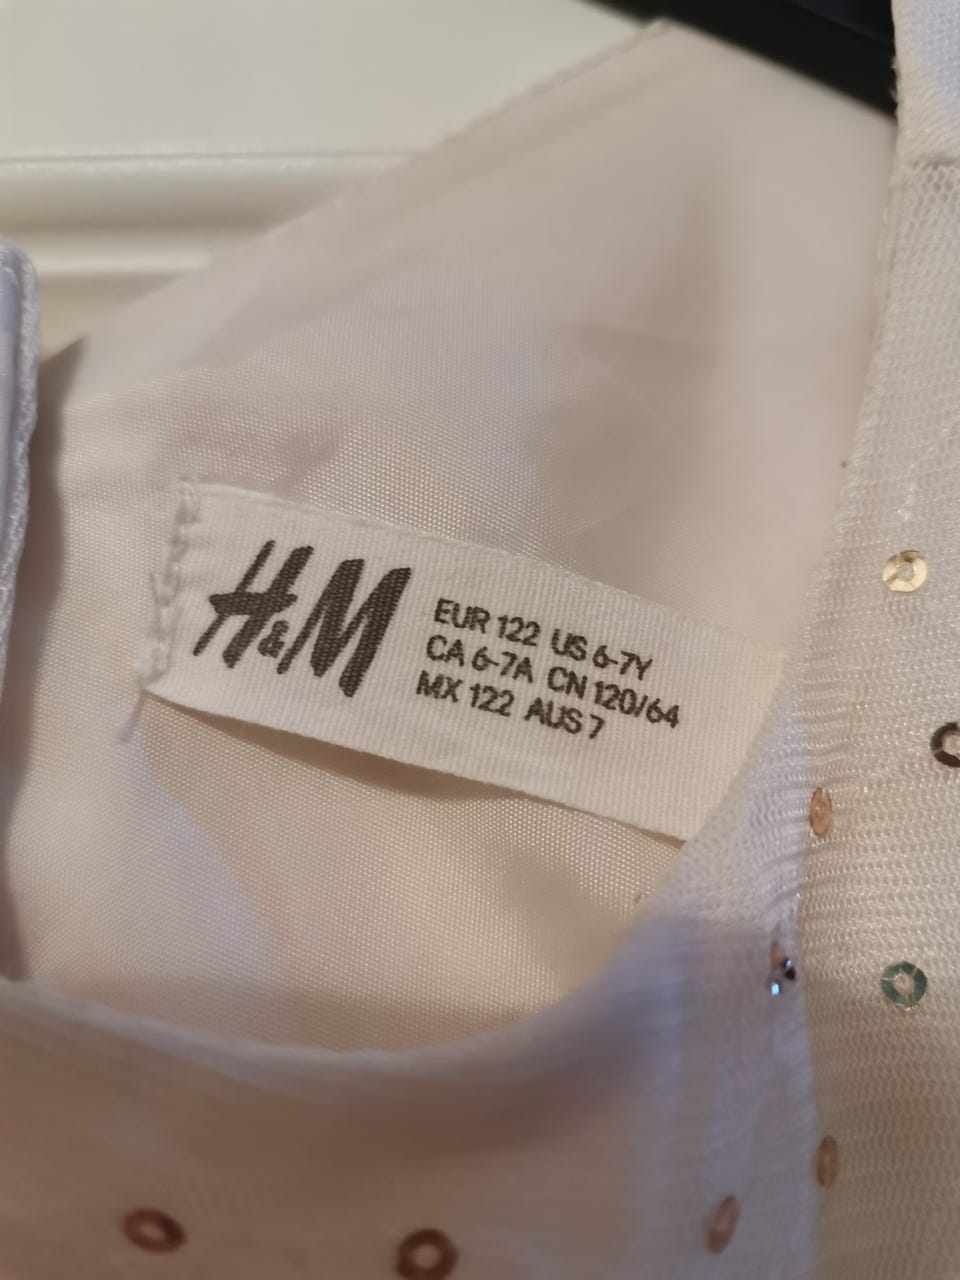 H&M
EUR 122 US 6-7Y
CA 6-7A CN 120/64
MX 122 AUS 7